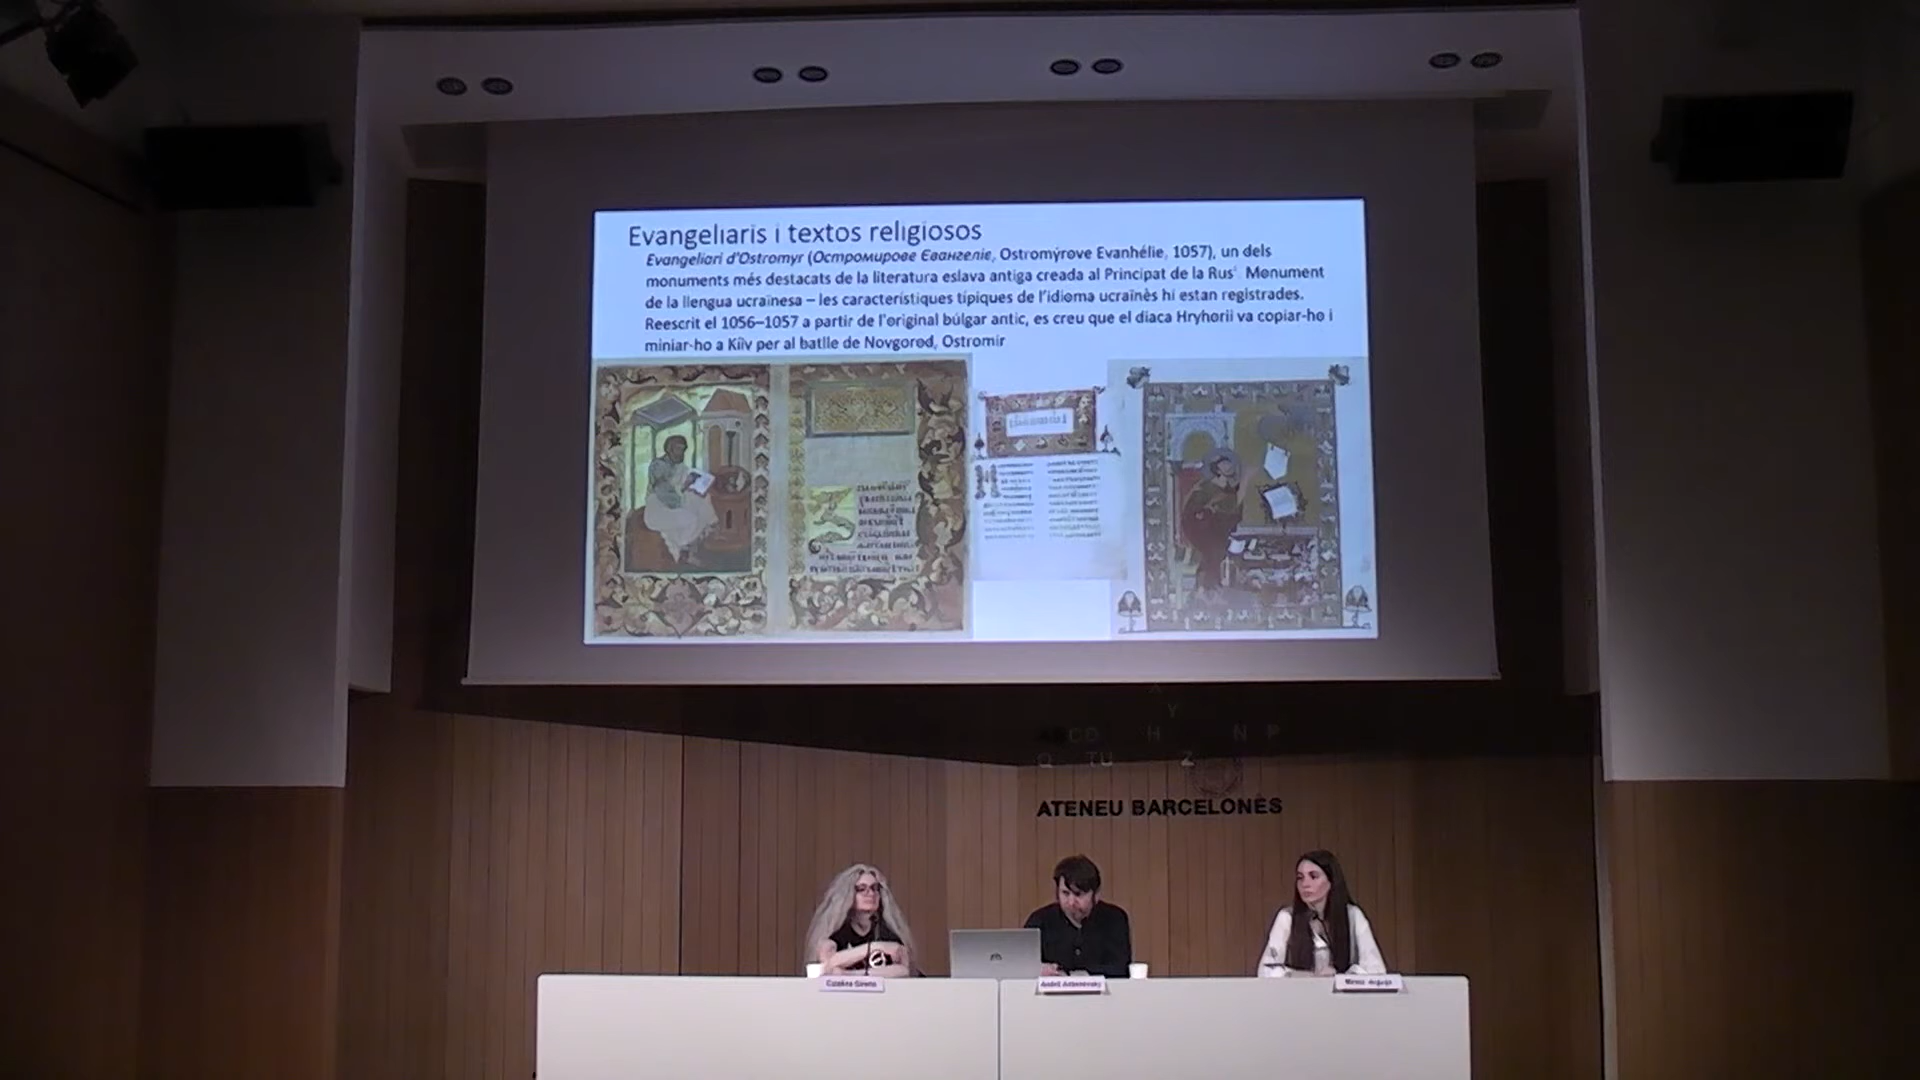 Evangeliaris i textos religiosos
Evangeliari d'Ostromyr (Остромирове Євангеліє, Ostromýrove Evanhélie, 1057), un dels
monuments més destacats de la literatura eslava antiga creada al Principat de la Rus'. Monument
de la llengua ucraïnesa – les característiques típiques de l'idioma ucraïnès hi estan registrades.
Reescrit el 1056–1057 a partir de l'original búlgar antic, es creu que el diaca Hryhorii va copiar-ho i
miniar-ho a Kíiv per al batlle de Novgorod, Ostromir
Y
H N P
Q TU Z
ATENEU BARCELONÈS